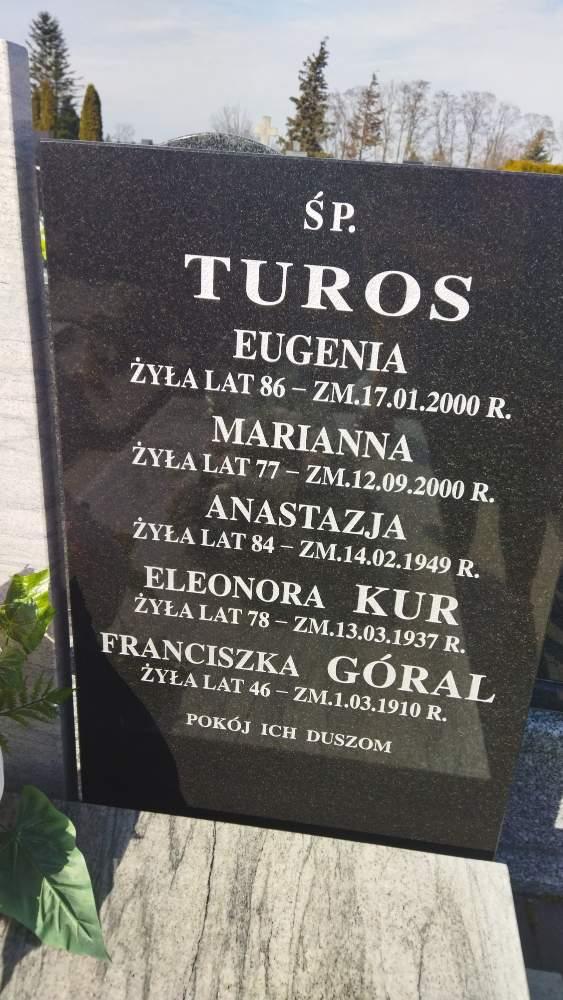 ŚP.
TUROS
EUGENIA
ŻYŁA LAT 86 – ZM.17.01.2000 R.
MARIANNA
ŻYŁA LAT 77 – ZM.12.09.2000 R.
ANASTAZJA
ŻYŁA LAT 84 – ZM.14.02.1949 R.
ELEONORA KUR
ŻYŁA LAT 78 – ZM.13.03.1937 R.
FRANCISZKA GÓRAL
ŻYŁA LAT 46 – ZM.1.03.1910 R.
POKÓJ ICH DUSZOM